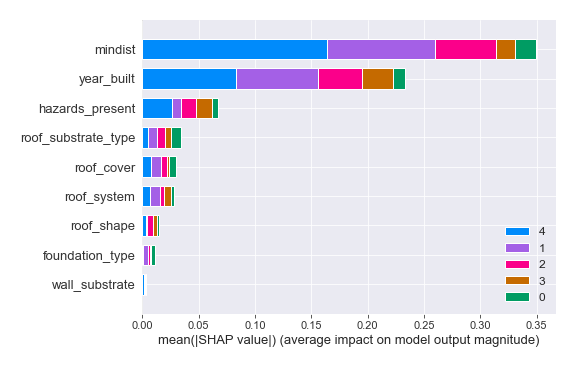 mindist
year_built
hazards_present
roof_substrate_type
roof_cover
roof_system
roof_shape
foundation_type
wall_substrate
4
1
2
3
0
0.00 0.05 0.10 0.15 0.20 0.25 0.30 0.35
mean(|SHAP value|) (average impact on model output magnitude)